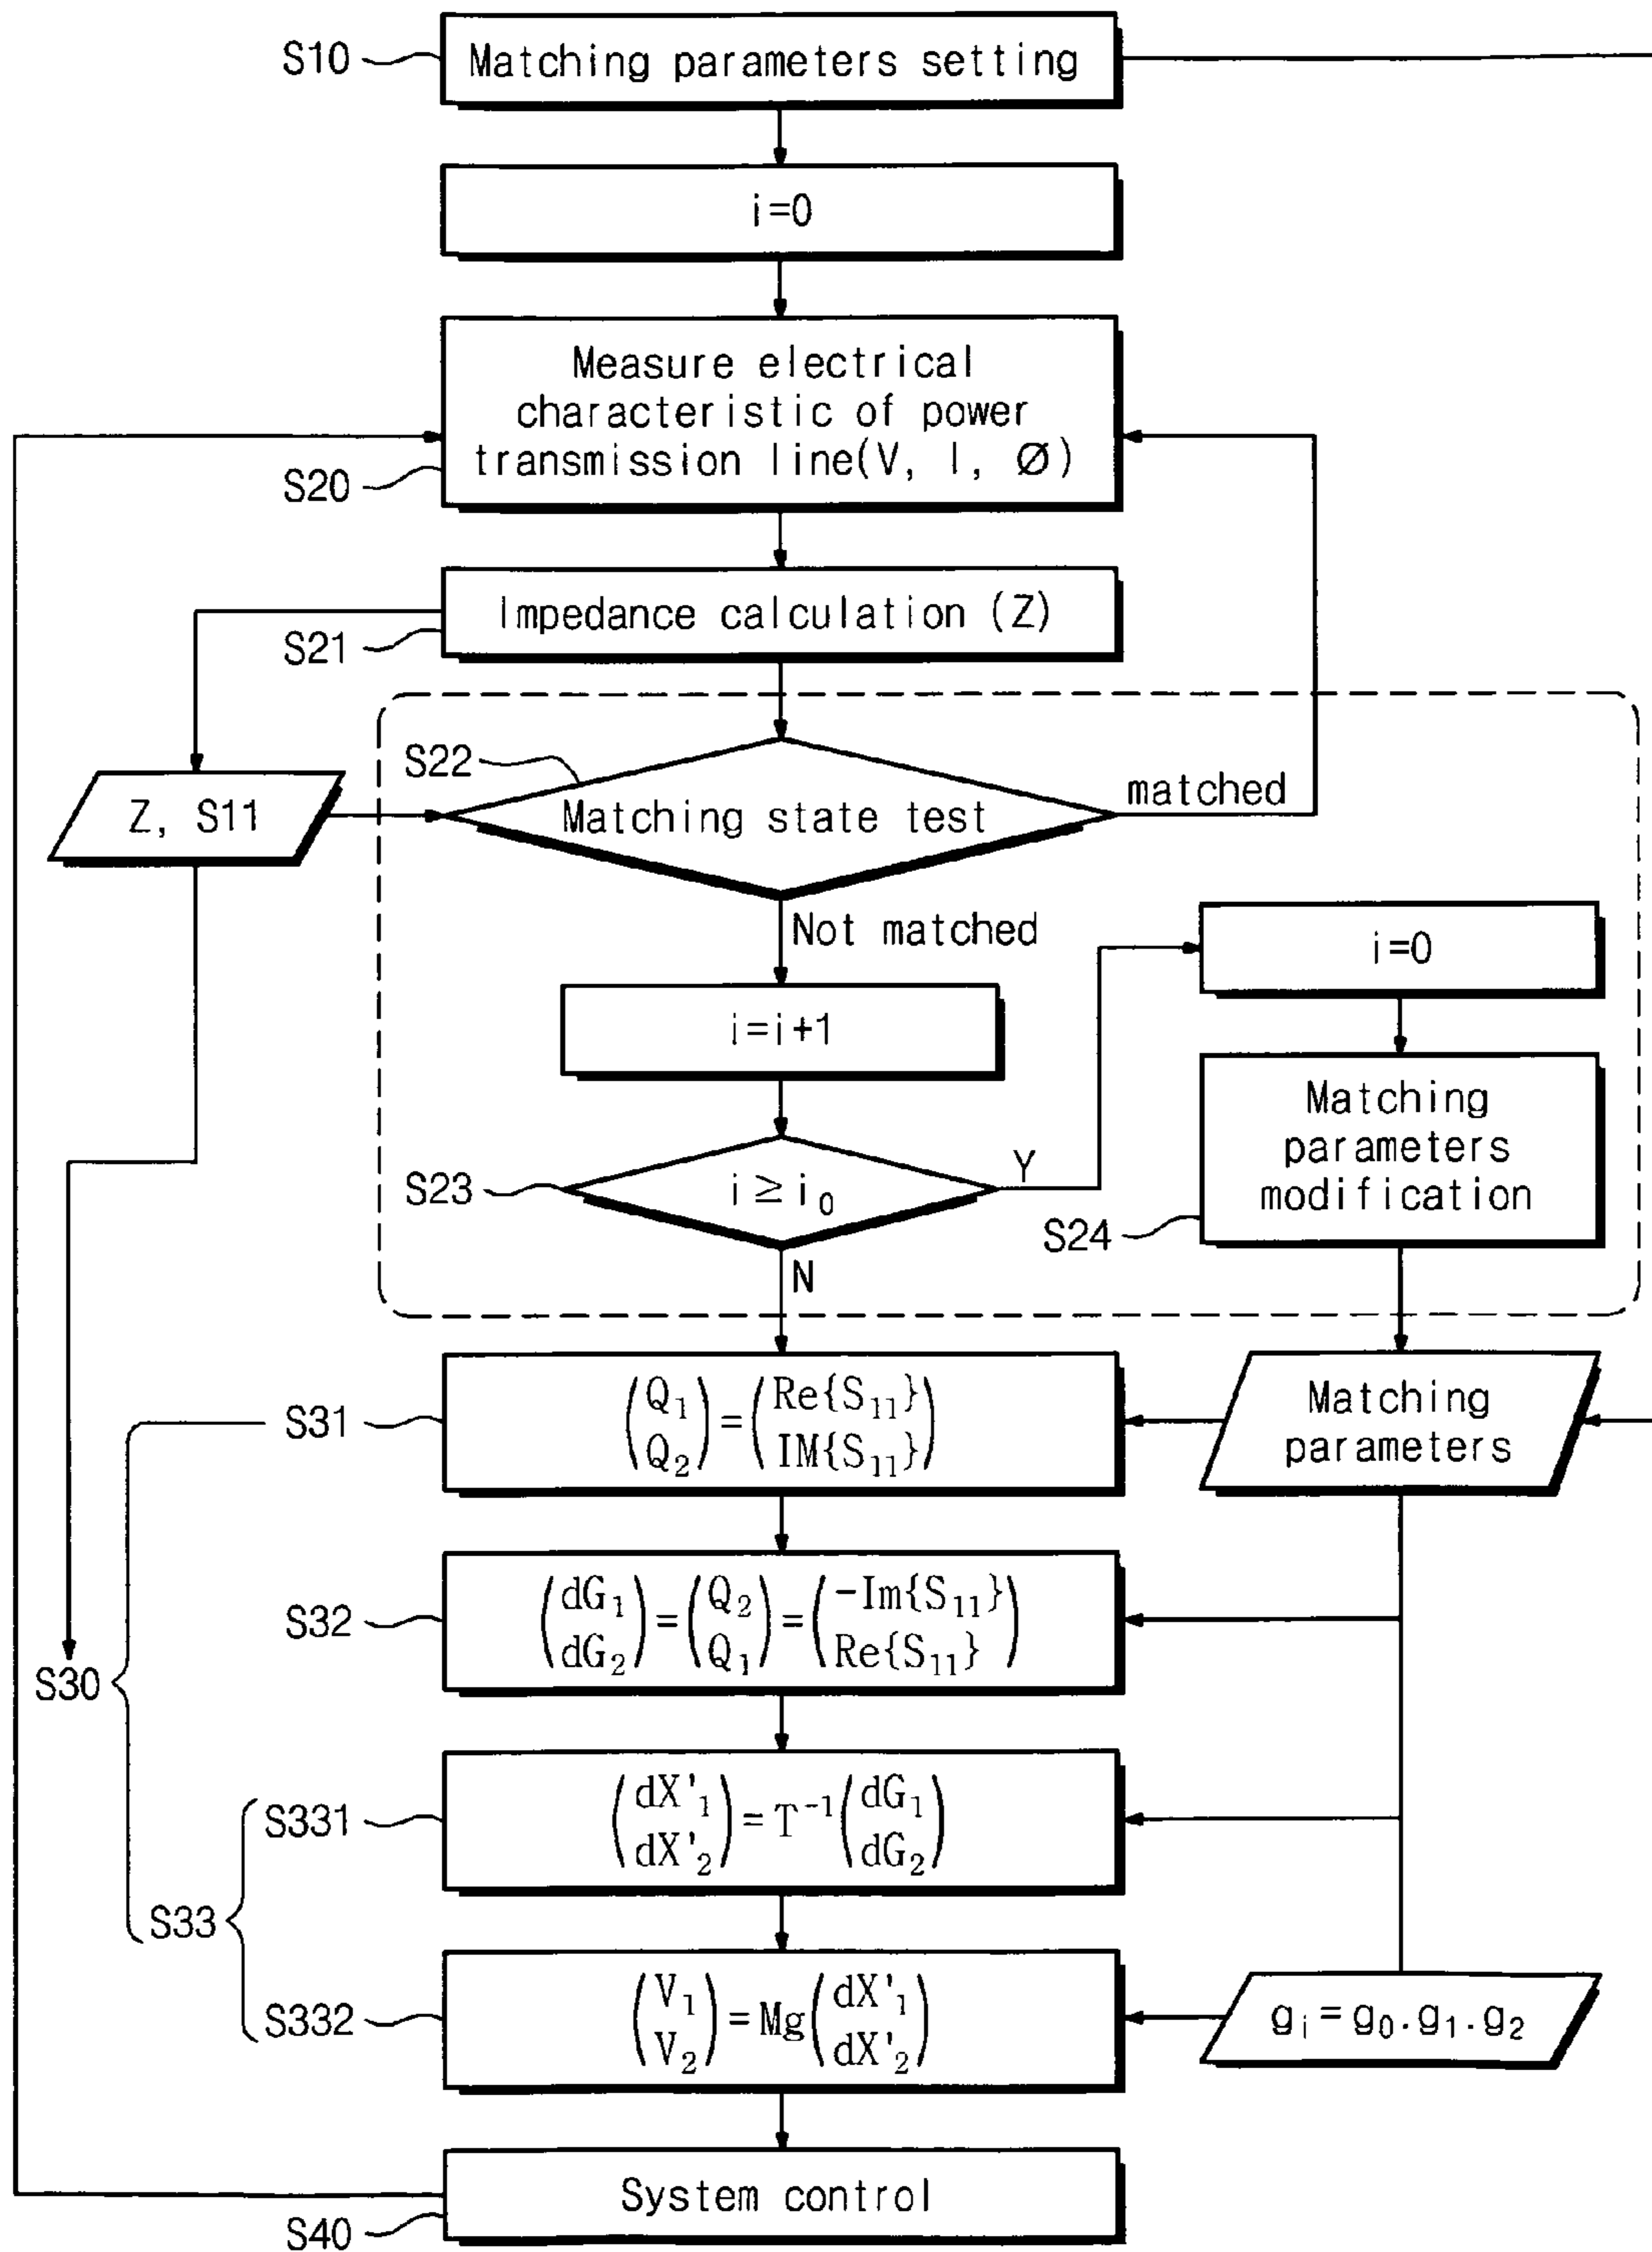 S10
Matching parameters setting
i=0
Measure electrical
characteristic of power
transmission line(V, I, Ø)
S20
Impedance calculation (Z)
S21
Z, S11
S22
Matching state test
matched
Not matched
i=i+1
S23
i ≥ i₀
Y
N
i=0
Matching
parameters
modification
S24
Matching
parameters
S30
S31
(Q₁) = (Re{S₁₁})
(Q₂) (IM{S₁₁})
S32
(dG₁) = (Q₂) = (-Im{S₁₁})
(dG₂) (Q₁) (Re{S₁₁})
S33
S331
(dX'₁) = T⁻¹ (dG₁)
(dX'₂) (dG₂)
S332
(V₁) = Mg (dX'₁)
(V₂) (dX'₂)
gᵢ = g₀.g₁.g₂
System control
S40